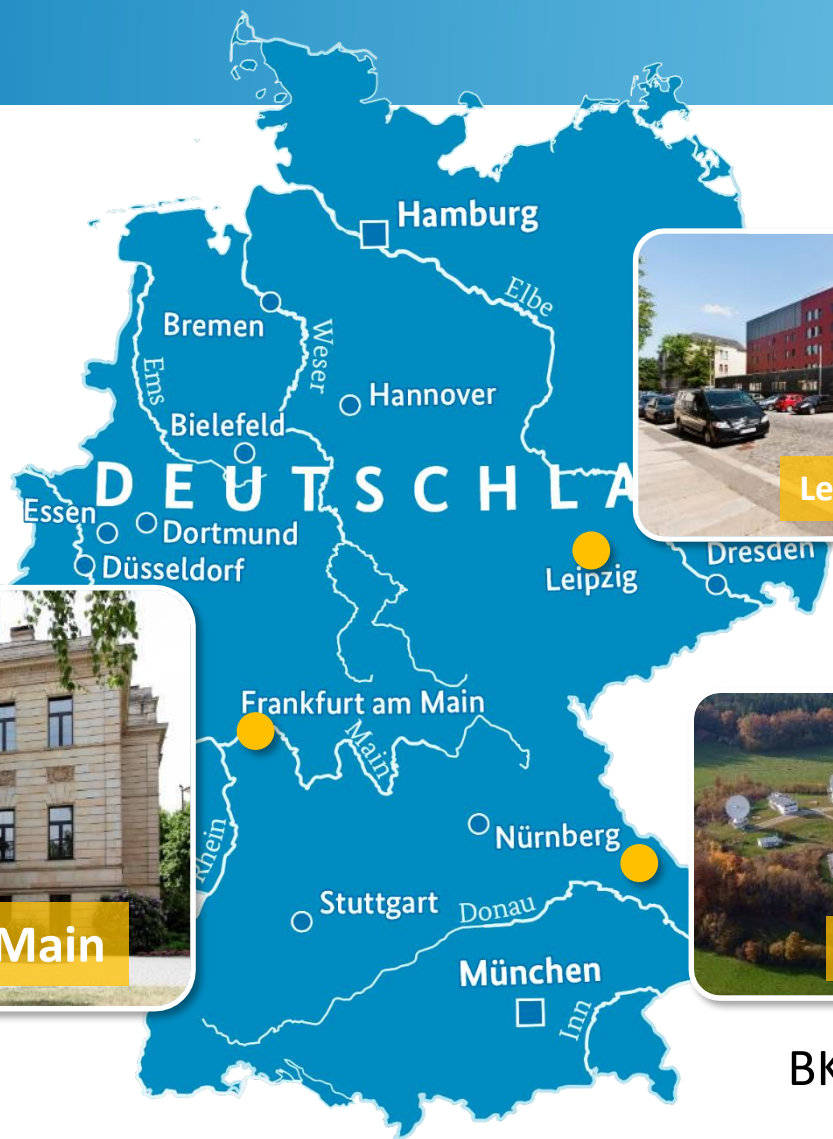 Hamburg
Elbe
Bremen
Weser
Ems
Hannover
Bielefeld
DEUTSCHLA
Essen
Dortmund
Düsseldorf
Le
Dresden
Leipzig
Frankfurt am Main
Main
Rhein
Nürnberg
Main
Stuttgart
Donau
München
Inn
BK